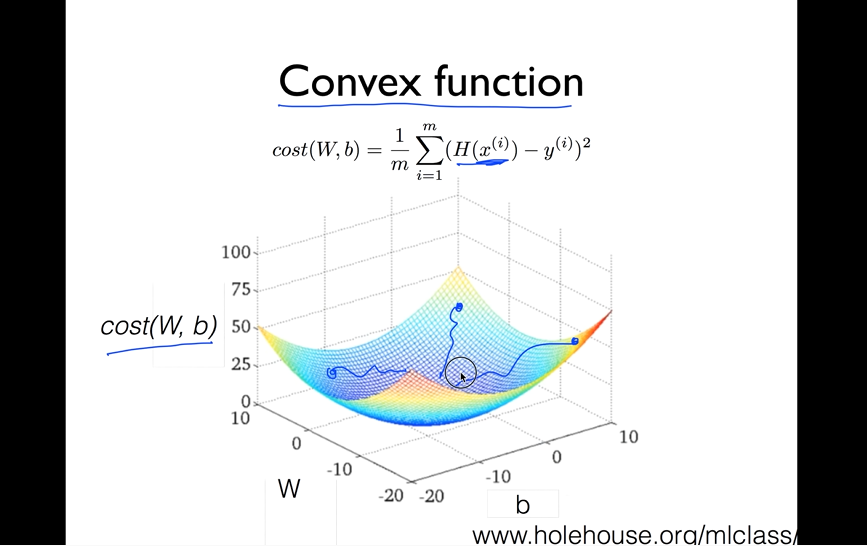 Convex function
cost(W, b) = 1/m ∑_{i=1}^{m} (H(x^{(i)}) − y^{(i)})²
100
75
50
25
0
cost(W, b)
10
0
-10
-20
W
-20
-10
0
10
b
www.holehouse.org/mlclass/